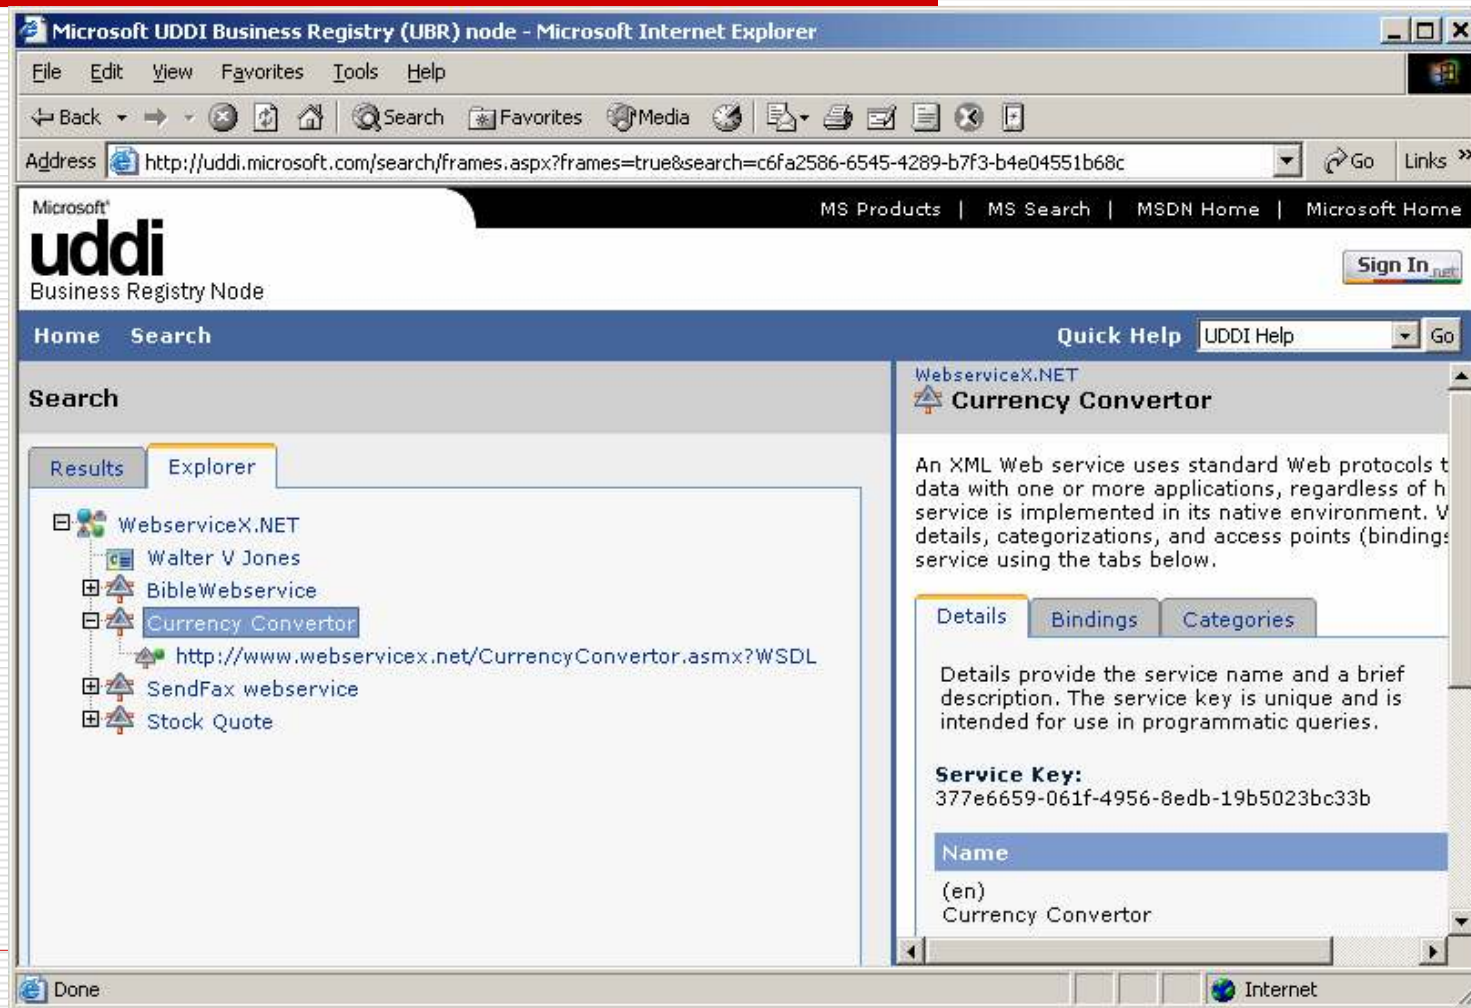 Microsoft UDDI Business Registry (UBR) node - Microsoft Internet Explorer
File Edit View Favorites Tools Help
Back Search Favorites Media
Address http://uddi.microsoft.com/search/frames.aspx?frames=true&search=c6fa2586-6545-4289-b7f3-b4e04551b68c Go Links »
Microsoft MS Products | MS Search | MSDN Home | Microsoft Home
uddi
Business Registry Node
Sign In .net
Home Search Quick Help UDDI Help Go
Search
Results Explorer
WebserviceX.NET
Walter V Jones
BibleWebservice
Currency Convertor
http://www.webservicex.net/CurrencyConvertor.asmx?WSDL
SendFax webservice
Stock Quote
WebserviceX.NET
Currency Convertor
An XML Web service uses standard Web protocols t
data with one or more applications, regardless of h
service is implemented in its native environment. V
details, categorizations, and access points (bindings
service using the tabs below.
Details Bindings Categories
Details provide the service name and a brief
description. The service key is unique and is
intended for use in programmatic queries.
Service Key:
377e6659-061f-4956-8edb-19b5023bc33b
Name
(en)
Currency Convertor
Done Internet